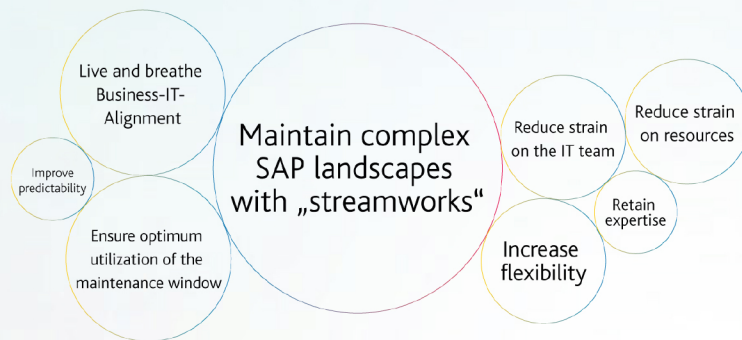 Live and breathe
Business-IT-
Alignment
Improve
predictability
Ensure optimum
utilization of the
maintenance window
Maintain complex
SAP landscapes
with „streamworks“
Reduce strain
on the IT team
Reduce strain
on resources
Retain
expertise
Increase
flexibility